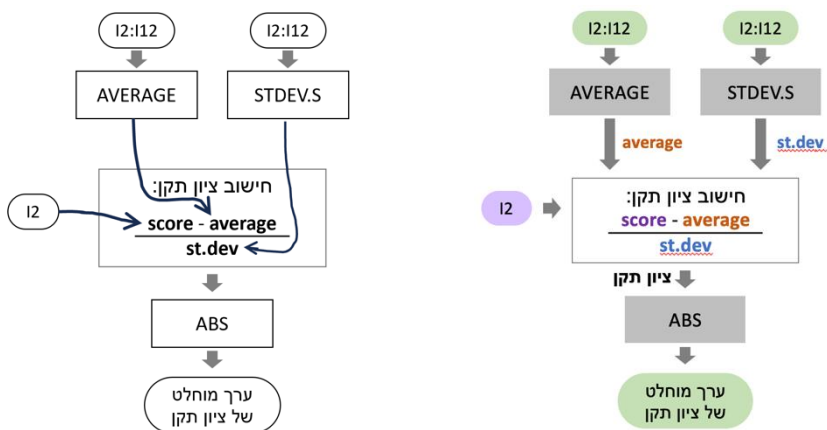 I2:I12
I2:I12
AVERAGE
STDEV.S
חישוב ציון תקן:
I2
score - average
st.dev
ABS
ערך מוחלט
של ציון תקן
I2:I12
I2:I12
AVERAGE
STDEV.S
average
st.dev
חישוב ציון תקן:
I2
score - average
st.dev
ציון תקן
ABS
ערך מוחלט
של ציון תקן